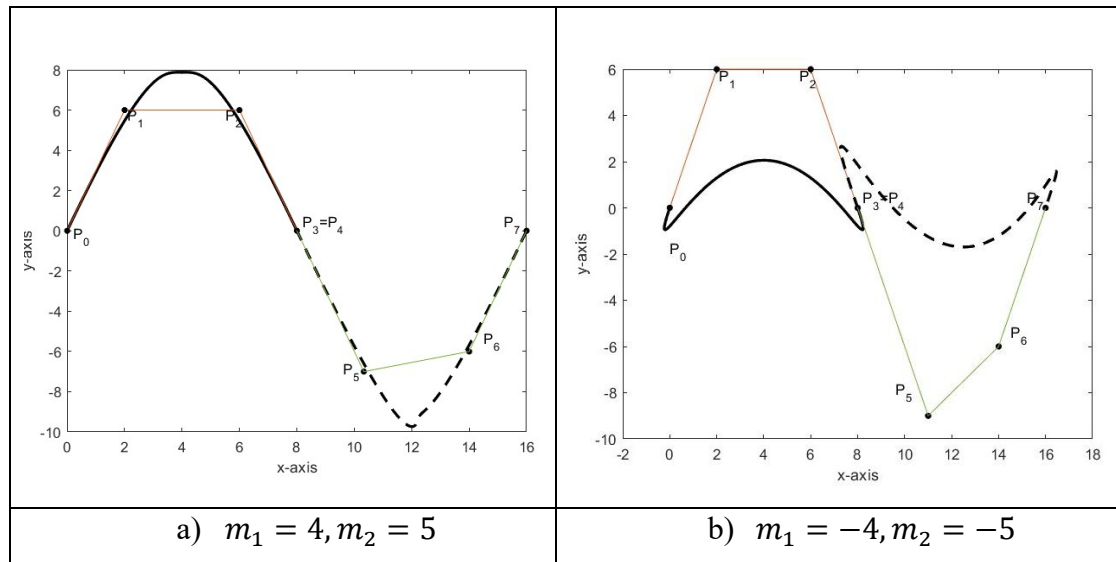 8
6
4
2
0
-2
-4
-6
-8
-10
y-axis
0 2 4 6 8 10 12 14 16
x-axis
P0
P1
P2
P3=P4
P5
P6
P7
6
4
2
0
-2
-4
-6
-8
-10
y-axis
-2 0 2 4 6 8 10 12 14 16 18
x-axis
P0
P1
P2
P3=P4
P5
P6
P7
a) m₁ = 4, m₂ = 5
b) m₁ = −4, m₂ = −5